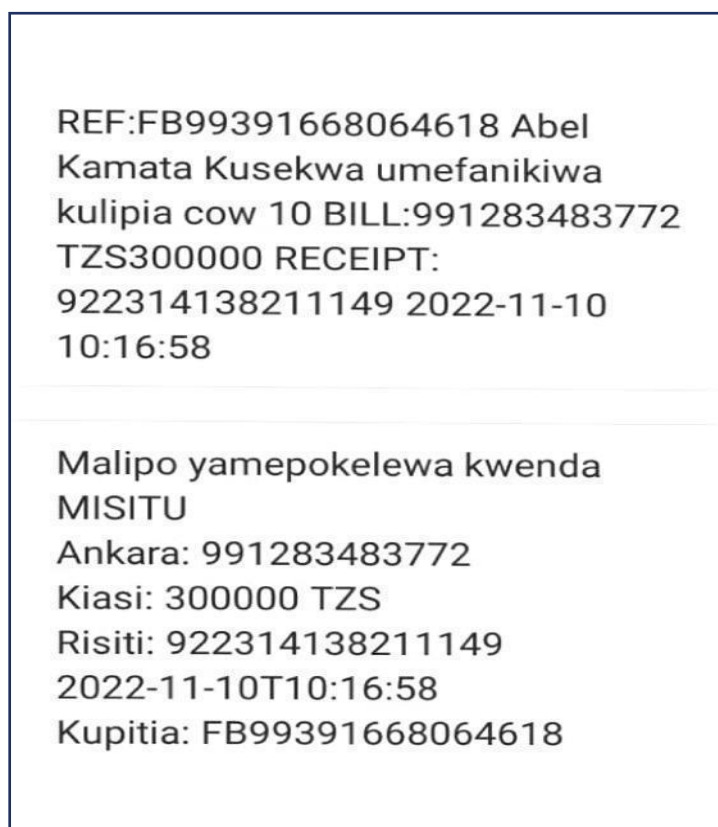 REF:FB99391668064618 Abel
Kamata Kusekwa umefanikiwa
kulipia cow 10 BILL:991283483772
TZS300000 RECEIPT:
922314138211149 2022-11-10
10:16:58
Malipo yamepokelewa kwenda
MISITU
Ankara: 991283483772
Kiasi: 300000 TZS
Risiti: 922314138211149
2022-11-10T10:16:58
Kupitia: FB99391668064618